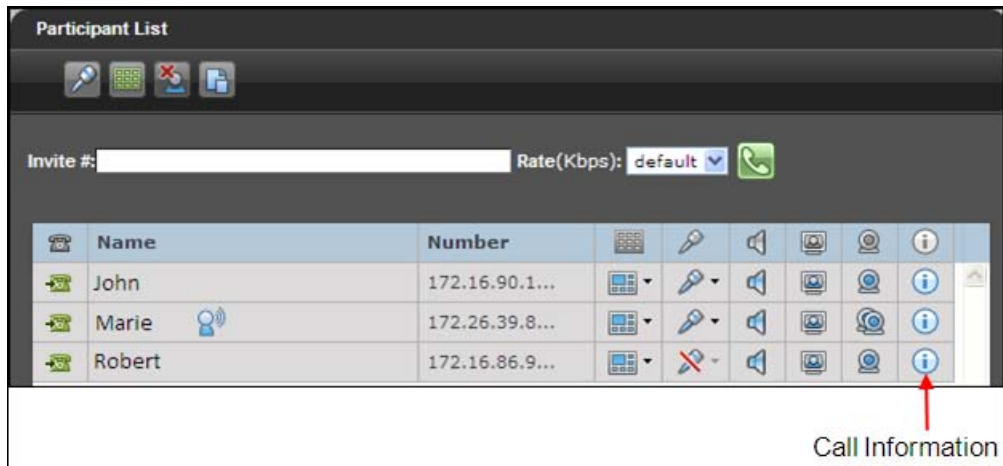 Participant List
Invite #: Rate(Kbps): default
Name Number
John 172.16.90.1...
Marie 172.26.39.8...
Robert 172.16.86.9...
Call Information